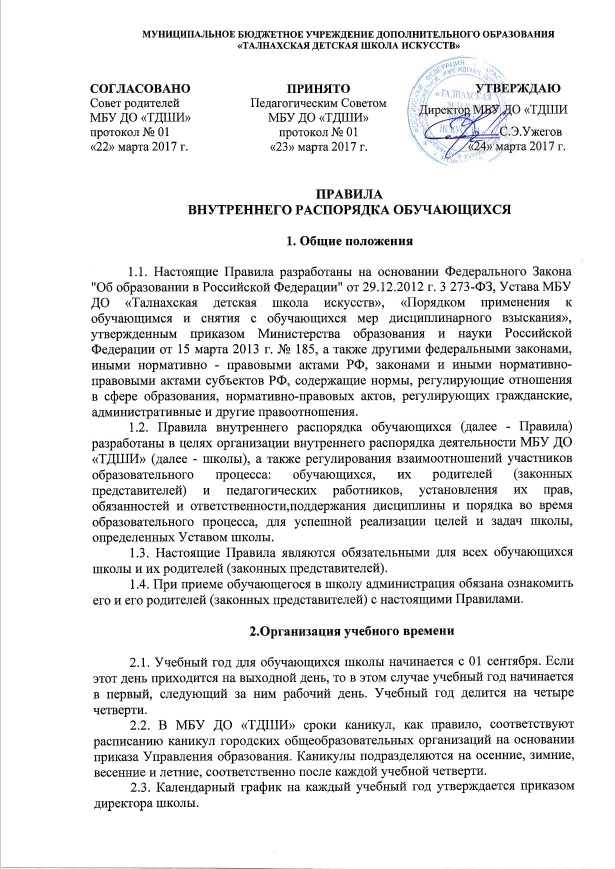 МУНИЦИПАЛЬНОЕ БЮДЖЕТНОЕ УЧРЕЖДЕНИЕ ДОПОЛНИТЕЛЬНОГО ОБРАЗОВАНИЯ
«ТАЛНАХСКАЯ ДЕТСКАЯ ШКОЛА ИСКУССТВ»
СОГЛАСОВАНО ПРИНЯТО УТВЕРЖДАЮ
Совет родителей Педагогическим Советом Директор МБУ ДО «ТДШИ
МБУ ДО «ТДШИ» МБУ ДО «ТДШИ»
протокол № 01 протокол № 01 С.Э.Ужегов
«22» марта 2017 г. «23» марта 2017 г. «24» марта 2017 г.
ПРАВИЛА
ВНУТРЕННЕГО РАСПОРЯДКА ОБУЧАЮЩИХСЯ
1. Общие положения
1.1. Настоящие Правила разработаны на основании Федерального Закона
"Об образовании в Российской Федерации" от 29.12.2012 г. З 273-ФЗ, Устава МБУ
ДО «Талнахская детская школа искусств», «Порядком применения к
обучающимся и снятия с обучающихся мер дисциплинарного взыскания»,
утвержденным приказом Министерства образования и науки Российской
Федерации от 15 марта 2013 г. № 185, а также другими федеральными законами,
иными нормативно - правовыми актами РФ, законами и иными нормативно-
правовыми актами субъектов РФ, содержащие нормы, регулирующие отношения
в сфере образования, нормативно-правовых актов, регулирующих гражданские,
административные и другие правоотношения.
1.2. Правила внутреннего распорядка обучающихся (далее - Правила)
разработаны в целях организации внутреннего распорядка деятельности МБУ ДО
«ТДШИ» (далее - школы), а также регулирования взаимоотношений участников
образовательного процесса: обучающихся, их родителей (законных
представителей) и педагогических работников, установления их прав,
обязанностей и ответственности,поддержания дисциплины и порядка во время
образовательного процесса, для успешной реализации целей и задач школы,
определенных Уставом школы.
1.3. Настоящие Правила являются обязательными для всех обучающихся
школы и их родителей (законных представителей).
1.4. При приеме обучающегося в школу администрация обязана ознакомить
его и его родителей (законных представителей) с настоящими Правилами.
2.Организация учебного времени
2.1. Учебный год для обучающихся школы начинается с 01 сентября. Если
этот день приходится на выходной день, то в этом случае учебный год начинается
в первый, следующий за ним рабочий день. Учебный год делится на четыре
четверти.
2.2. В МБУ ДО «ТДШИ» сроки каникул, как правило, соответствуют
расписанию каникул городских общеобразовательных организаций на основании
приказа Управления образования. Каникулы подразделяются на осенние, зимние,
весенние и летние, соответственно после каждой учебной четверти.
2.3. Календарный график на каждый учебный год утверждается приказом
директора школы.